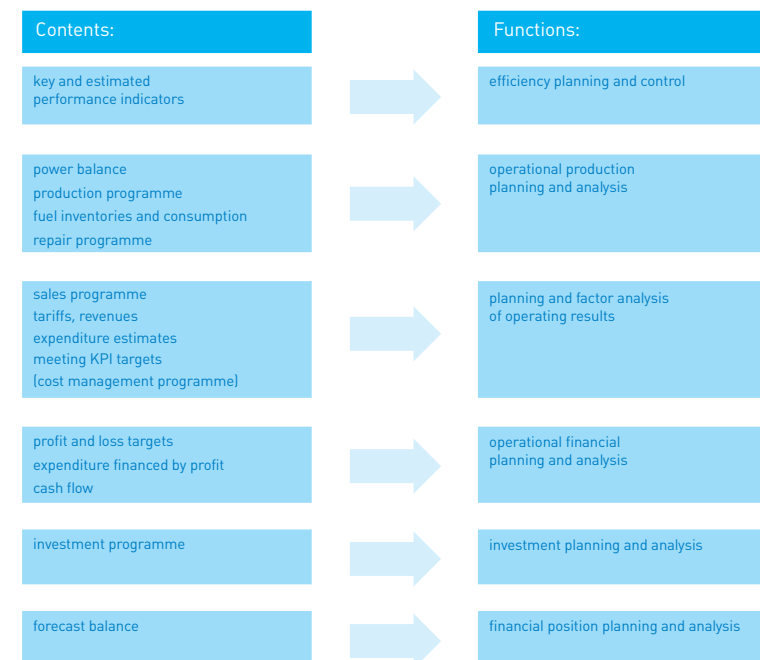 Contents:
Functions:
key and estimated
performance indicators
efficiency planning and control
power balance
production programme
fuel inventories and consumption
repair programme
operational production
planning and analysis
sales programme
tariffs, revenues
expenditure estimates
meeting KPI targets
(cost management programme)
planning and factor analysis
of operating results
profit and loss targets
expenditure financed by profit
cash flow
operational financial
planning and analysis
investment programme
investment planning and analysis
forecast balance
financial position planning and analysis